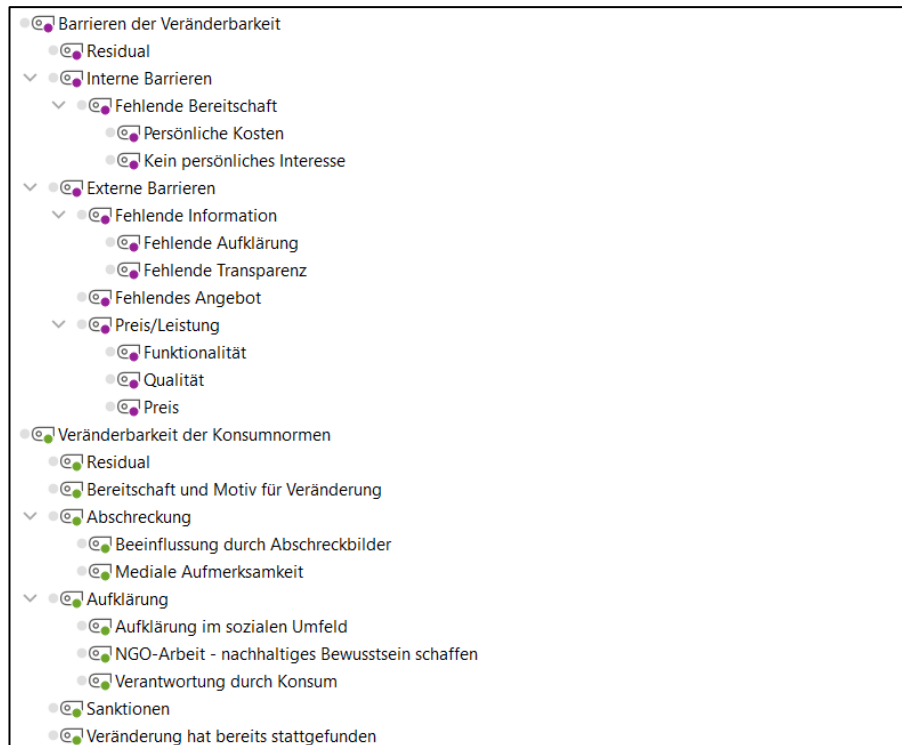 Barrieren der Veränderbarkeit
Residual
Interne Barrieren
Fehlende Bereitschaft
Persönliche Kosten
Kein persönliches Interesse
Externe Barrieren
Fehlende Information
Fehlende Aufklärung
Fehlende Transparenz
Fehlendes Angebot
Preis/Leistung
Funktionalität
Qualität
Preis
Veränderbarkeit der Konsumnormen
Residual
Bereitschaft und Motiv für Veränderung
Abschreckung
Beeinflussung durch Abschreckbilder
Mediale Aufmerksamkeit
Aufklärung
Aufklärung im sozialen Umfeld
NGO-Arbeit - nachhaltiges Bewusstsein schaffen
Verantwortung durch Konsum
Sanktionen
Veränderung hat bereits stattgefunden